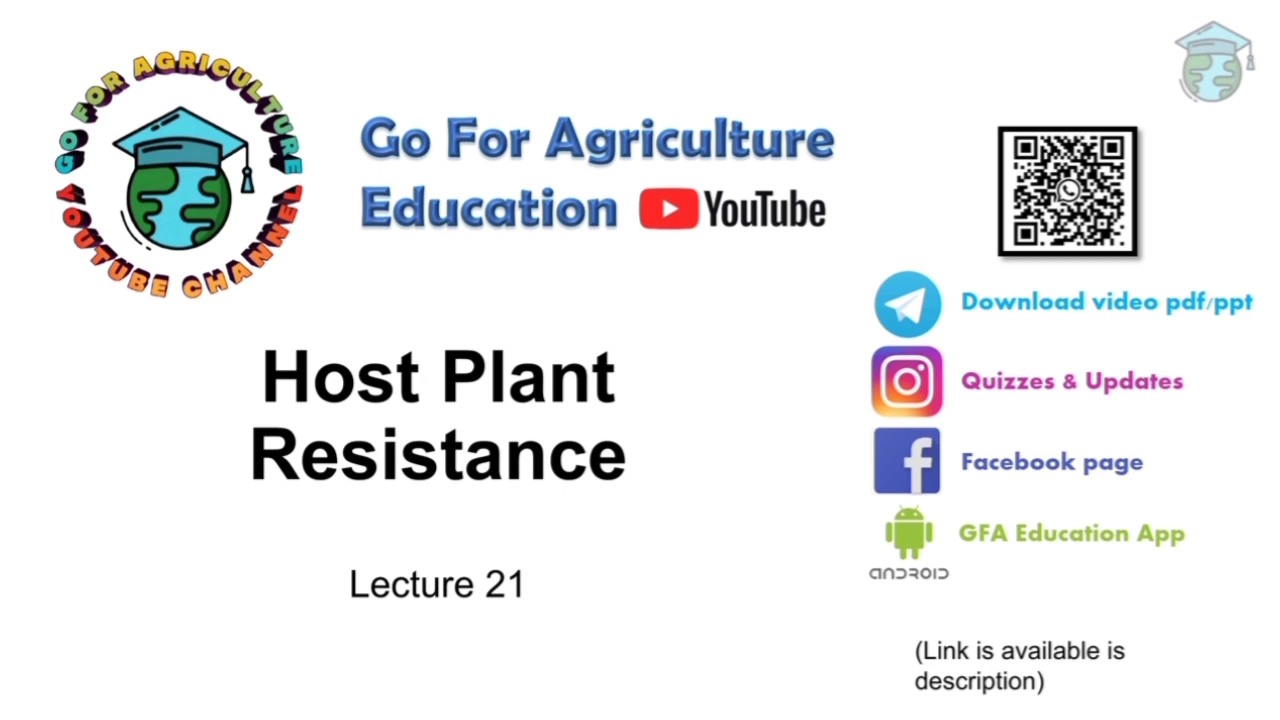 GO FOR AGRICULTURE
YOUTUBE CHANNEL
Go For Agriculture
Education YouTube
Host Plant
Resistance
Lecture 21
Download video pdf/ppt
Quizzes & Updates
Facebook page
GFA Education App
ANDROID
(Link is available is
description)